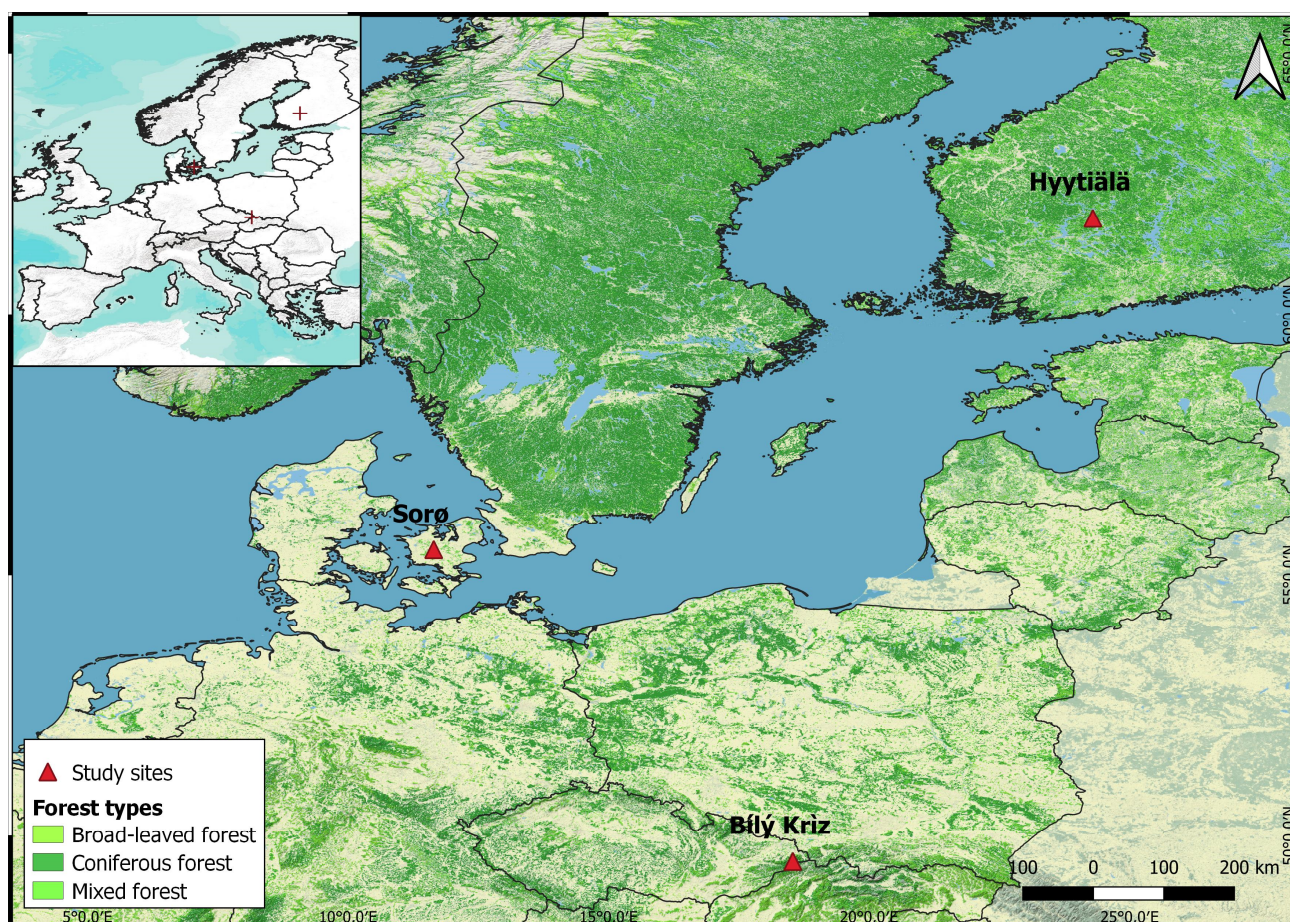 Hyytiälä
Sorø
Bílý Krìz
Study sites
Forest types
Broad-leaved forest
Coniferous forest
Mixed forest
100 0 100 200 km
5°0.0'E 10°0.0'E 15°0.0'E 20°0.0'E 25°0.0'E
55°0.0'N
60°0.0'N
55°0.0'N
50°0.0'N